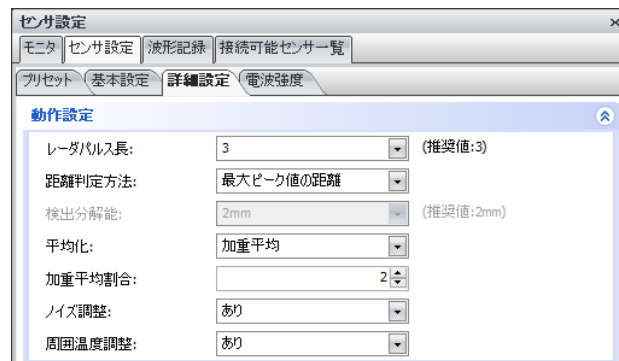 センサ設定
モニタ センサ設定 波形記録 接続可能センサ一覧
プリセット 基本設定 詳細設定 電波強度
動作設定
レーダパルス長: 3 (推奨値:3)
距離判定方法: 最大ピーク値の距離
検出分解能: 2mm (推奨値:2mm)
平均化: 加重平均
加重平均割合: 2
ノイズ調整: あり
周囲温度調整: あり